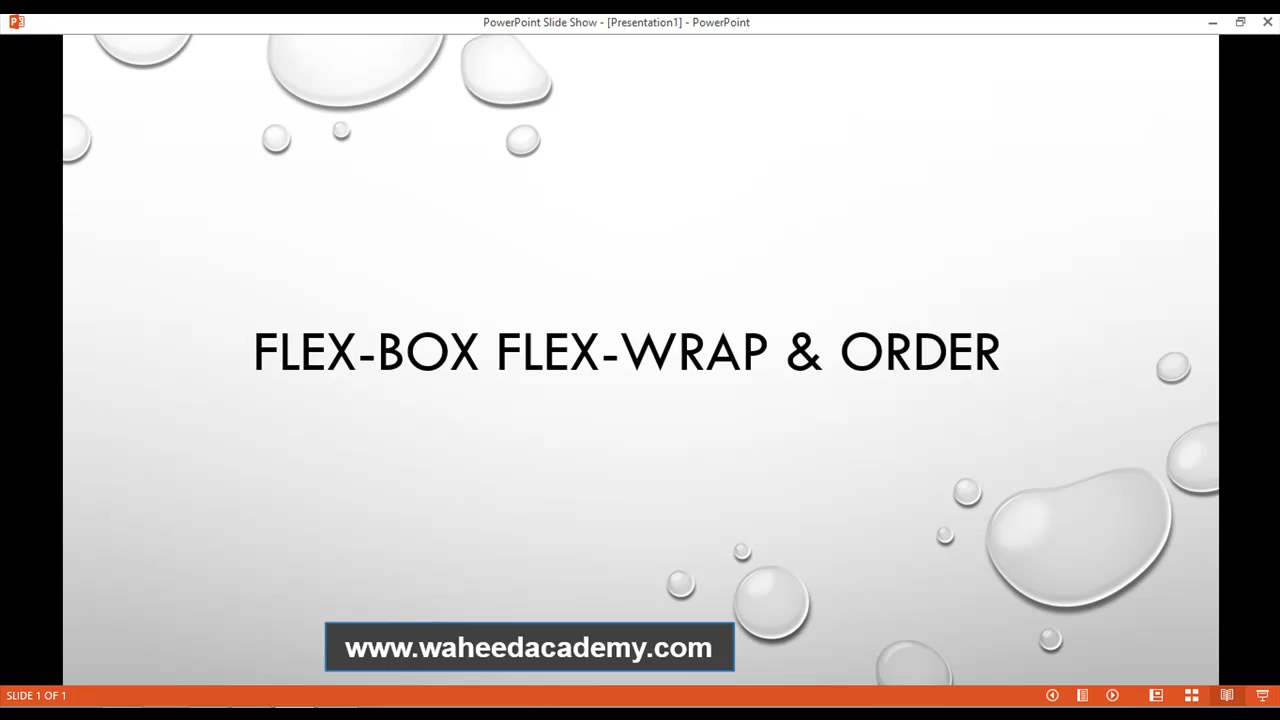 PowerPoint Slide Show - [Presentation1] - PowerPoint
FLEX-BOX FLEX-WRAP & ORDER
www.waheedacademy.com
SLIDE 1 OF 1